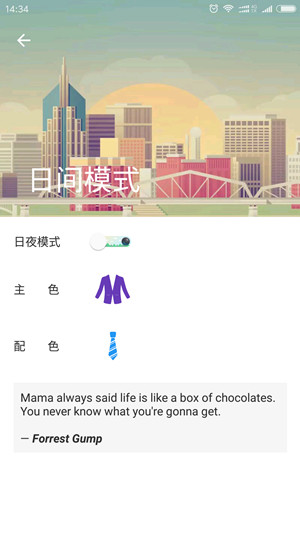 14:34
日间模式
日夜模式
主 色
配 色
Mama always said life is like a box of chocolates.
You never know what you're gonna get.
— Forrest Gump